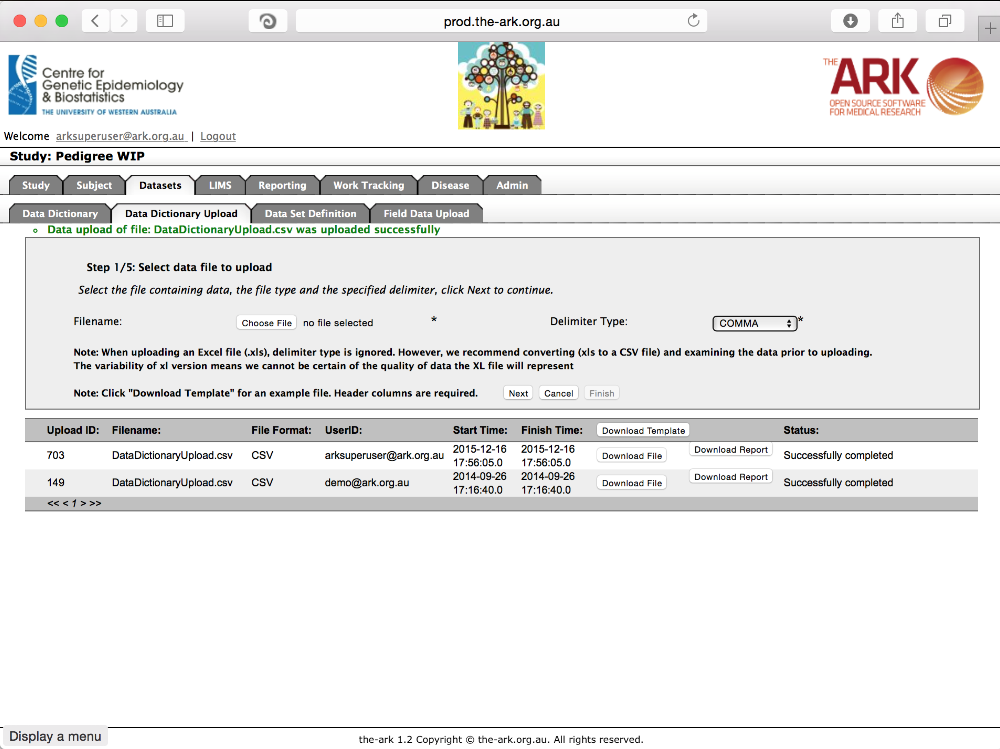 prod.the-ark.org.au
Centre for
Genetic Epidemiology
& Biostatistics
THE UNIVERSITY OF WESTERN AUSTRALIA
THE ARK
OPEN SOURCE SOFTWARE
FOR MEDICAL RESEARCH
Welcome arksuperuser@ark.org.au | Logout
Study: Pedigree WIP
Study Subject Datasets LIMS Reporting Work Tracking Disease Admin
Data Dictionary Data Dictionary Upload Data Set Definition Field Data Upload
Data upload of file: DataDictionaryUpload.csv was uploaded successfully
Step 1/5: Select data file to upload
Select the file containing data, the file type and the specified delimiter, click Next to continue.
Filename: Choose File no file selected * Delimiter Type: COMMA *
Note: When uploading an Excel file (.xls), delimiter type is ignored. However, we recommend converting (xls to a CSV file) and examining the data prior to uploading.
The variability of xl version means we cannot be certain of the quality of data the XL file will represent
Note: Click "Download Template" for an example file. Header columns are required. Next Cancel Finish
Upload ID: Filename: File Format: UserID: Start Time: Finish Time: Download Template Status:
703 DataDictionaryUpload.csv CSV arksuperuser@ark.org.au 2015-12-16 17:56:05.0 2015-12-16 17:56:05.0 Download File Download Report Successfully completed
149 DataDictionaryUpload.csv CSV demo@ark.org.au 2014-09-26 17:16:40.0 2014-09-26 17:16:40.0 Download File Download Report Successfully completed
<< < 1 > >>
Display a menu
the-ark 1.2 Copyright © the-ark.org.au. All rights reserved.